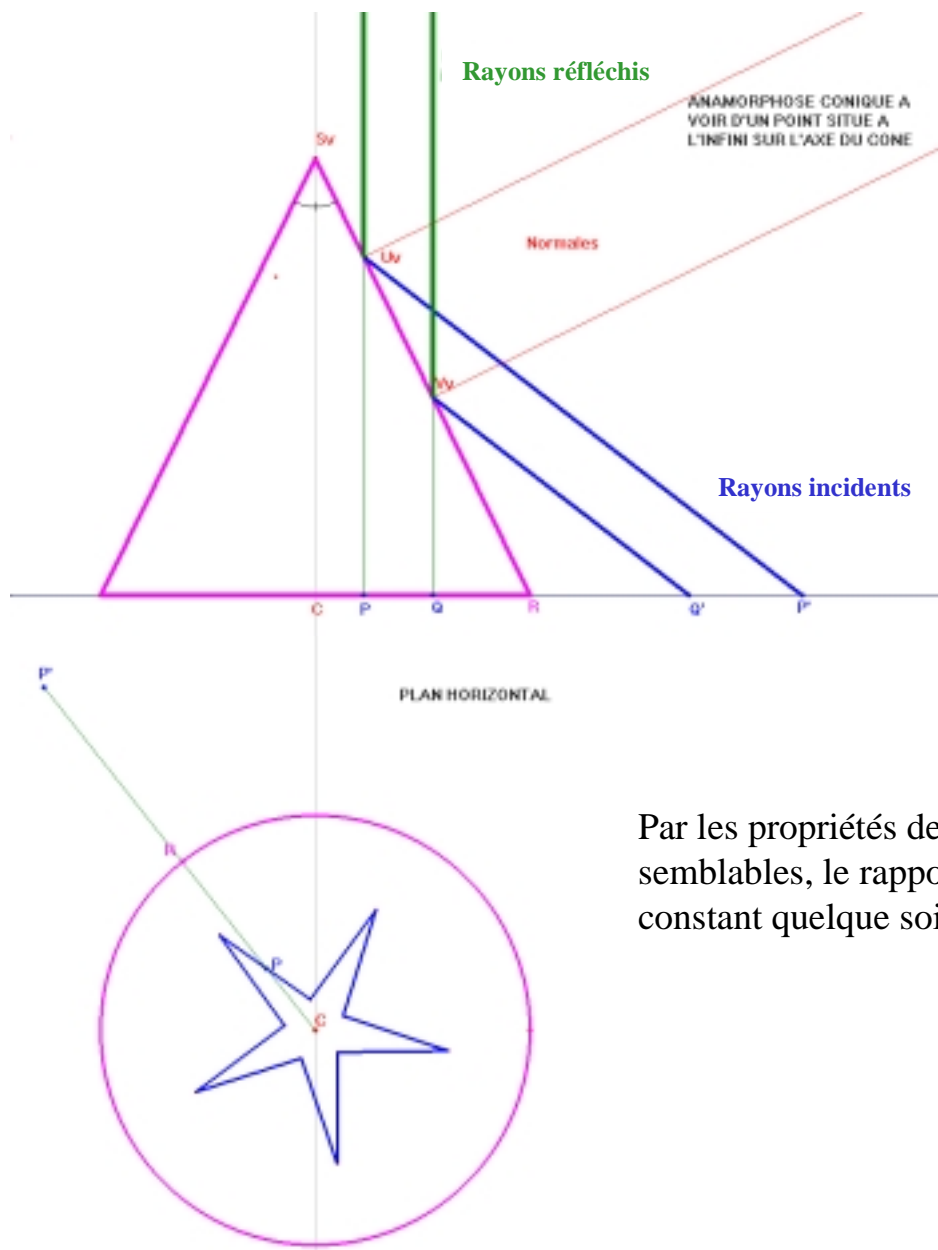 Rayons réfléchis
ANAMORPHOSE CONIQUE A
VOIR D'UN POINT SITUE A
L'INFINI SUR L'AXE DU CONE
Sv
Uv
Normales
Vv
Rayons incidents
C
P
Q
R
Q'
P'
P'
PLAN HORIZONTAL
R
P
C
Par les propriétés de
semblables, le rappo
constant quelque soi